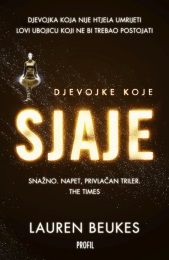 DJEVOJKA KOJA NIJE HTJELA UMRIJETI
LOVI UBOJICU KOJI NE BI TREBAO POSTOJATI
DJEVOJKE KOJE
SJAJE
SNAŽNO. NAPET, PRIVLAČAN TRILER.
THE TIMES
LAUREN BEUKES
PROFIL